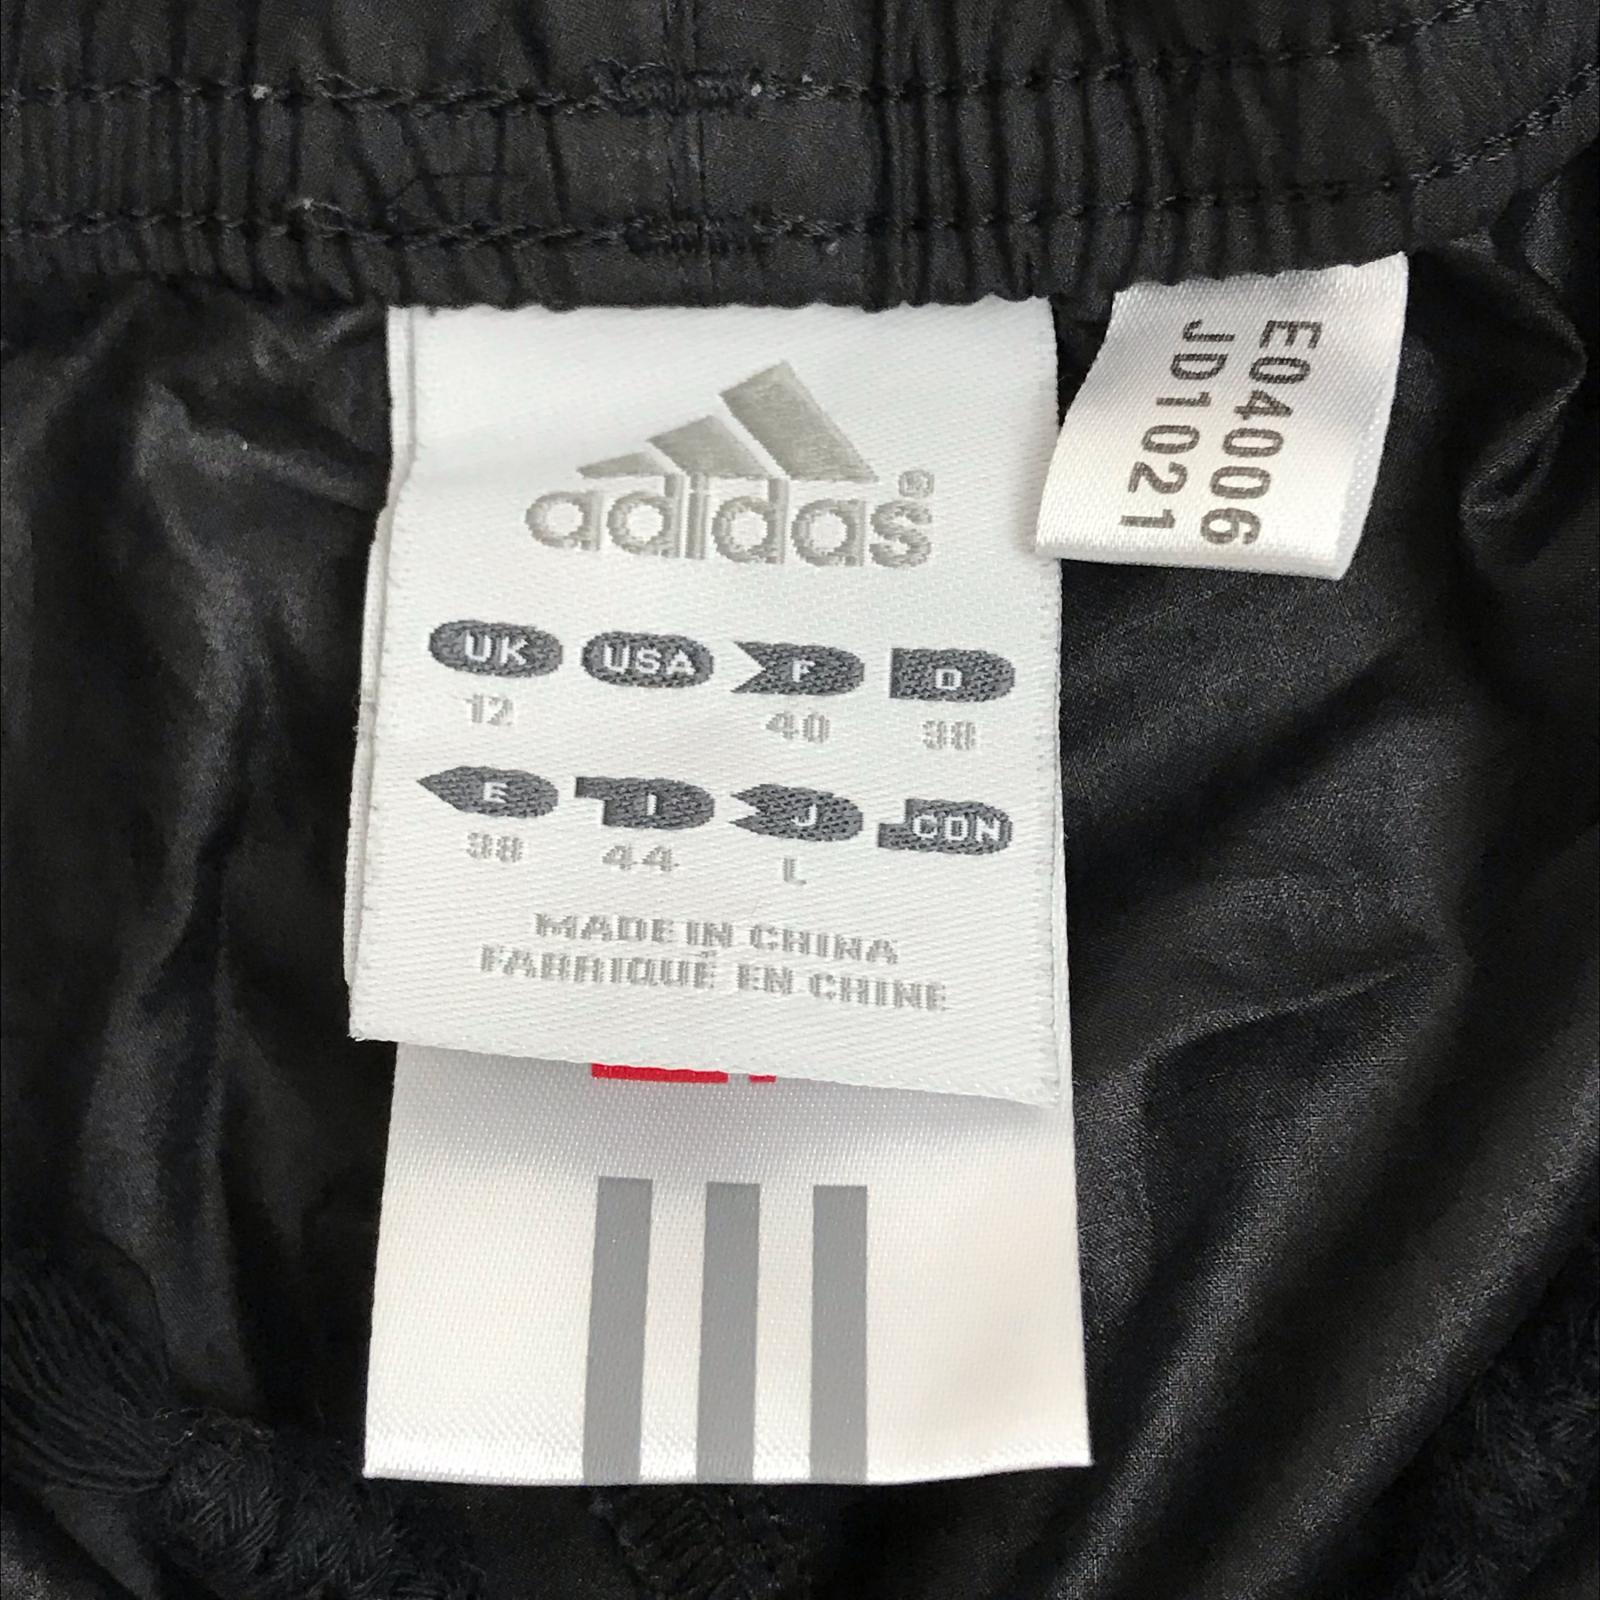 adidas®
UK USA F D
12 40 38
E I J CDN
38 44 L
MADE IN CHINA
FABRIQUÉ EN CHINE
E04006
JD1021